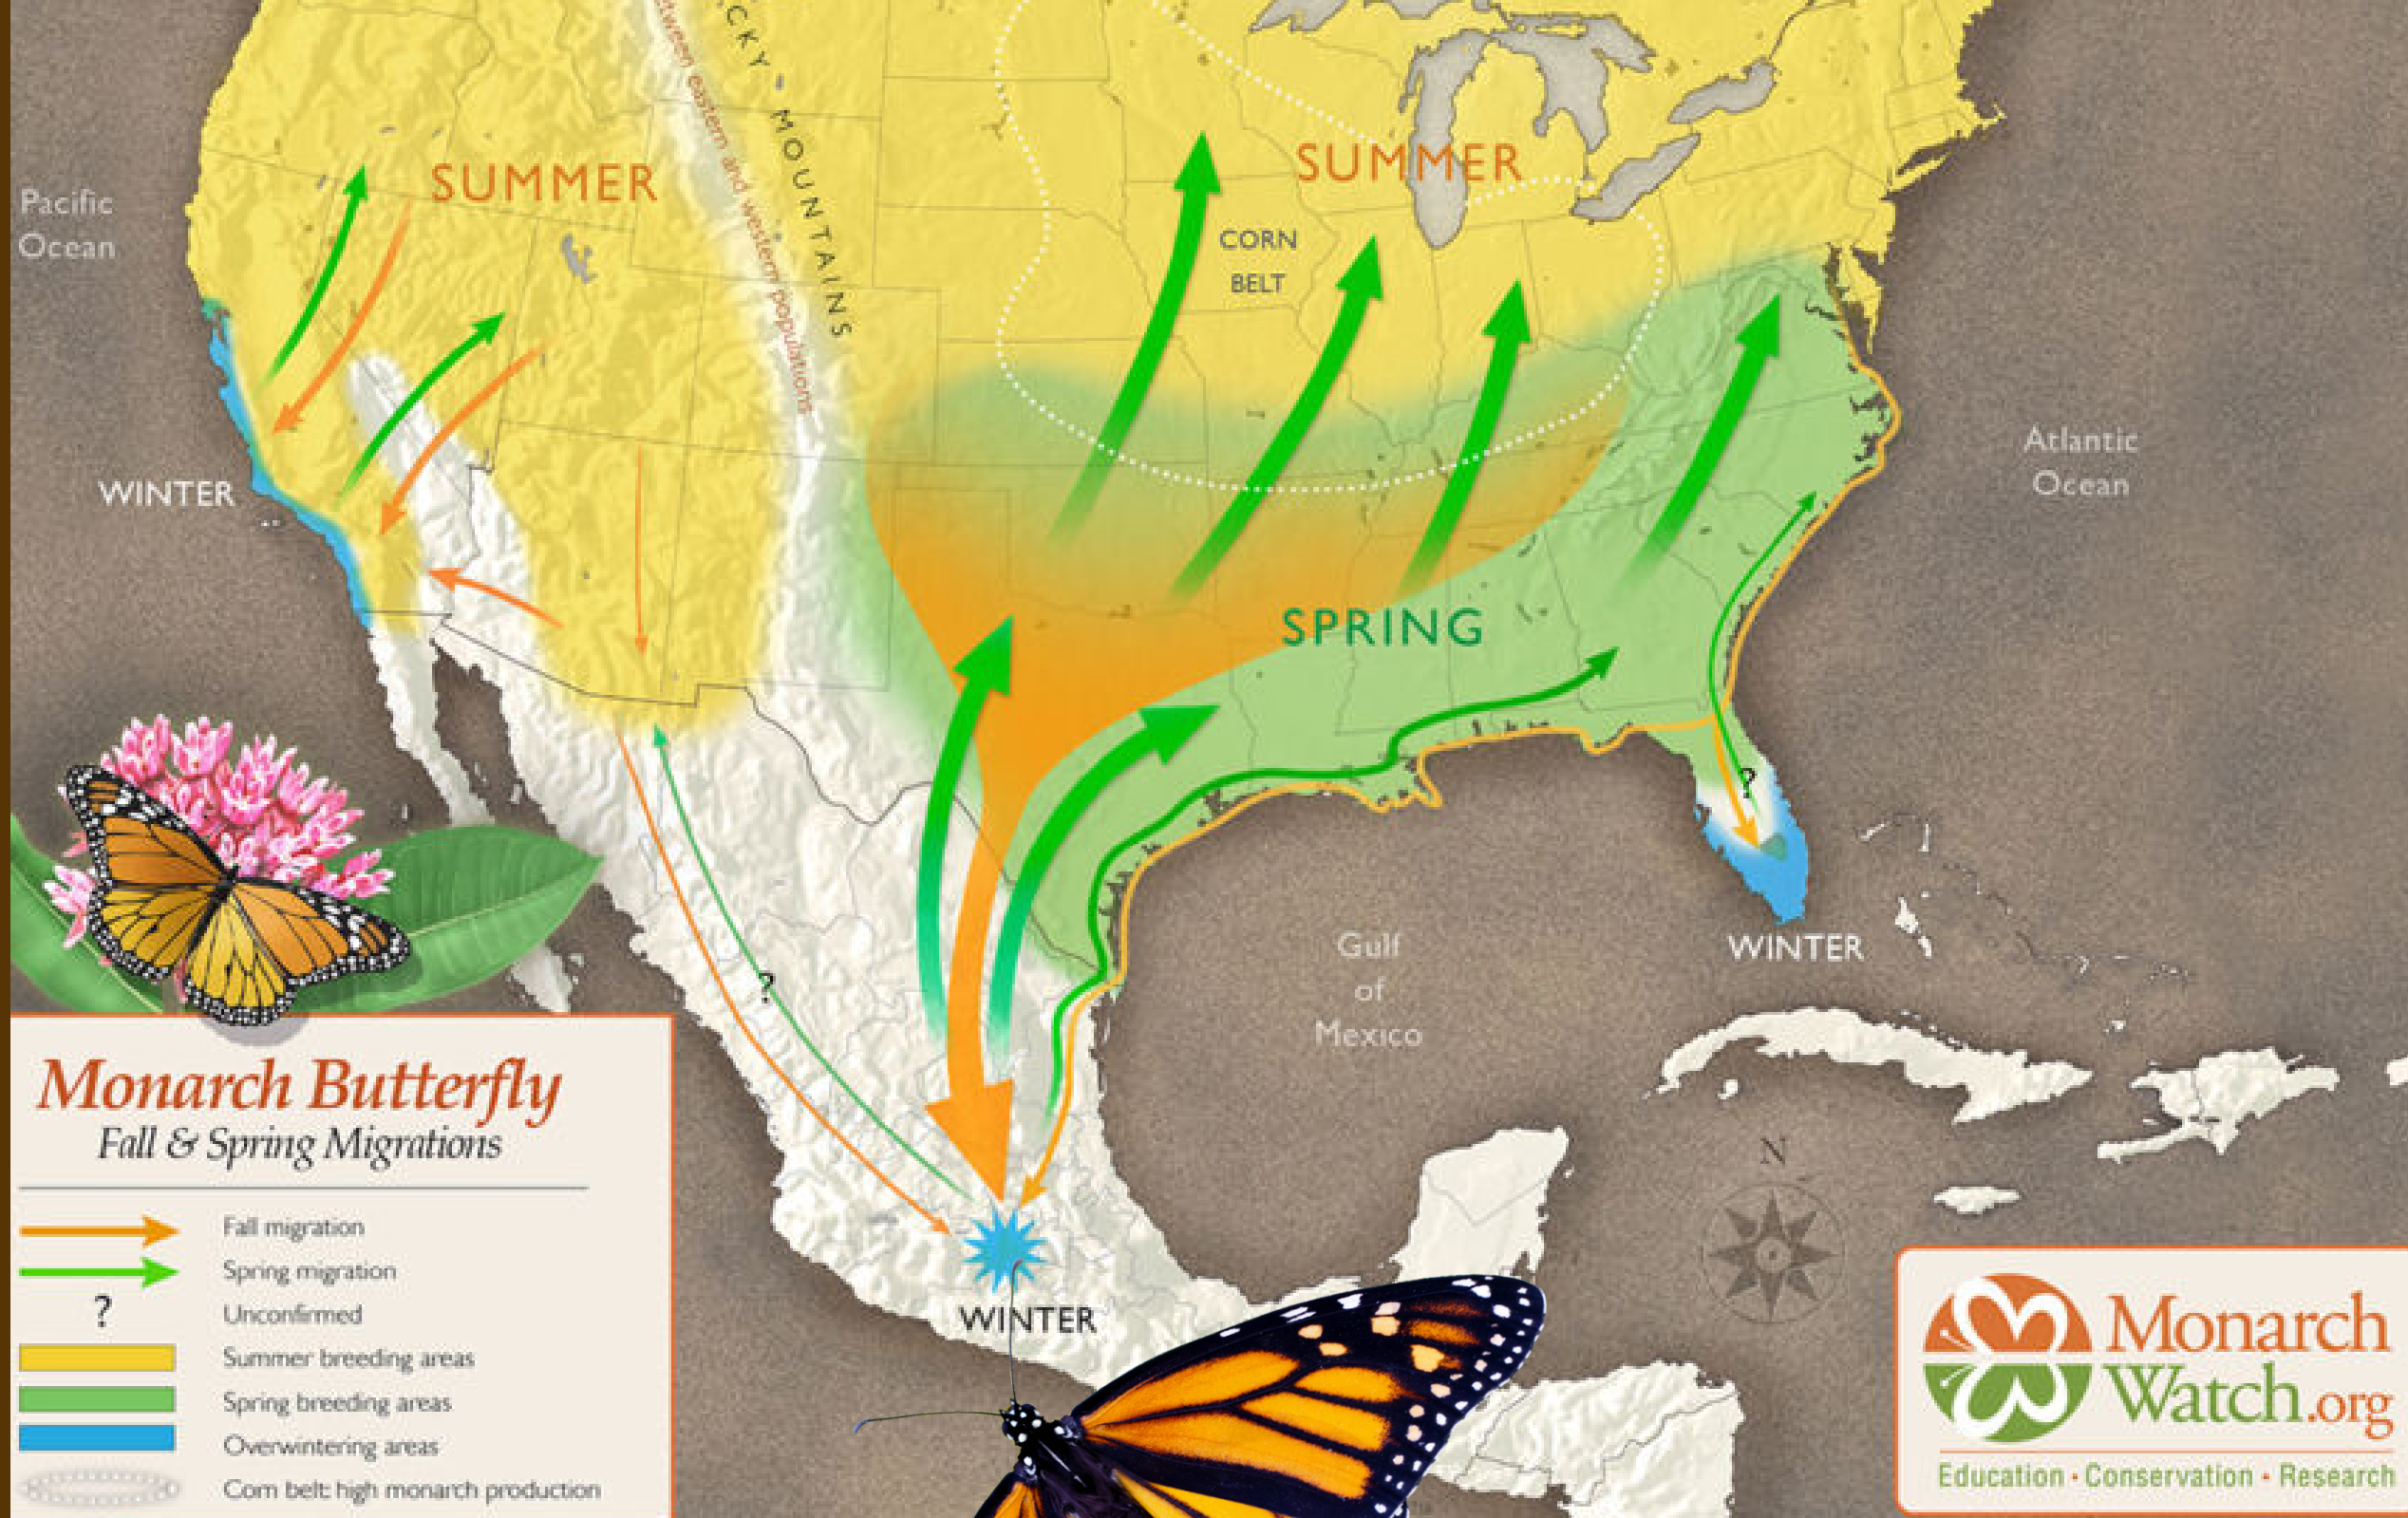 CKY - MOUNTAINS
between eastern and western populations
Pacific
Ocean
SUMMER
SUMMER
CORN
BELT
WINTER
Atlantic
Ocean
SPRING
?
?
Gulf
of
Mexico
WINTER
N
WINTER
Monarch Butterfly
Fall & Spring Migrations
Fall migration
Spring migration
?
Unconfirmed
Summer breeding areas
Spring breeding areas
Overwintering areas
Corn belt: high monarch production
Monarch
Watch.org
Education • Conservation • Research